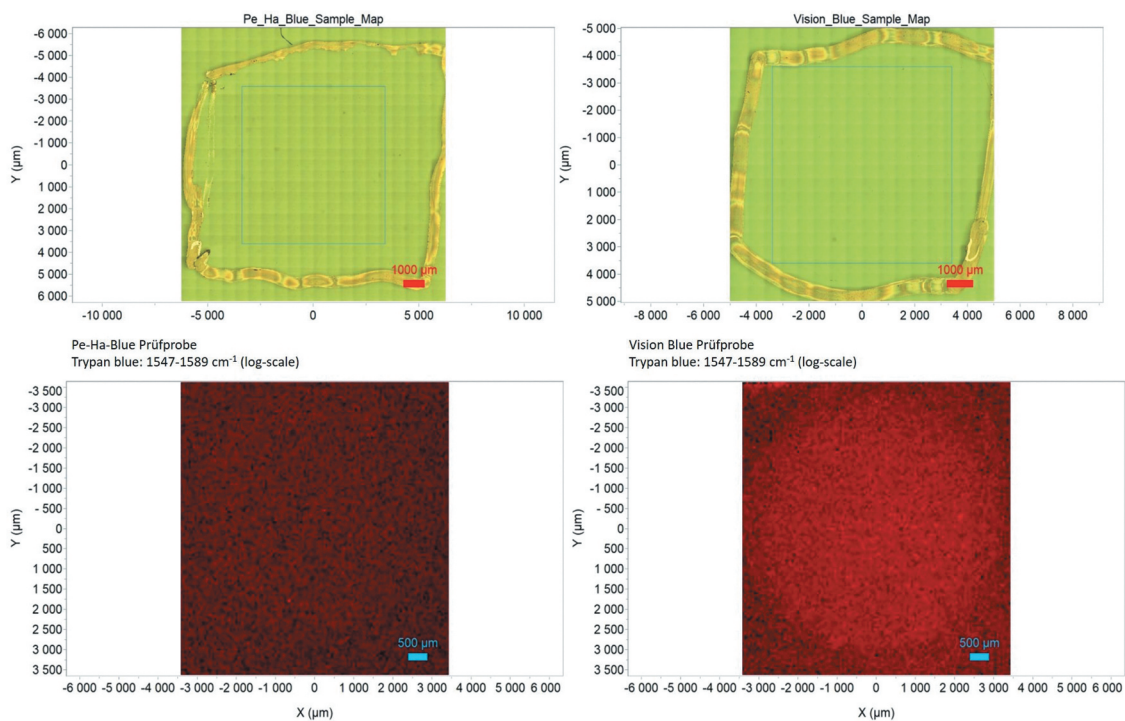 Pe_Ha_Blue_Sample_Map
-6 000
-5 000
-4 000
-3 000
-2 000
-1 000
0
1 000
2 000
3 000
4 000
5 000
6 000
Y (µm)
1000 µm
-10 000 -5 000 0 5 000 10 000
Vision_Blue_Sample_Map
-5 000
-4 000
-3 000
-2 000
-1 000
0
1 000
2 000
3 000
4 000
5 000
Y (µm)
1000 µm
-8 000 -6 000 -4 000 -2 000 0 2 000 4 000 6 000 8 000
Pe-Ha-Blue Prüfprobe
Trypan blue: 1547-1589 cm⁻¹ (log-scale)
-3 500
-3 000
-2 500
-2 000
-1 500
-1 000
- 500
0
500
1 000
1 500
2 000
2 500
3 000
3 500
Y (µm)
500 µm
-6 000 -5 000 -4 000 -3 000 -2 000 -1 000 0 1 000 2 000 3 000 4 000 5 000 6 000
X (µm)
Vision Blue Prüfprobe
Trypan blue: 1547-1589 cm⁻¹ (log-scale)
-3 500
-3 000
-2 500
-2 000
-1 500
-1 000
- 500
0
500
1 000
1 500
2 000
2 500
3 000
3 500
Y (µm)
500 µm
-6 000 -5 000 -4 000 -3 000 -2 000 -1 000 0 1 000 2 000 3 000 4 000 5 000 6 000
X (µm)